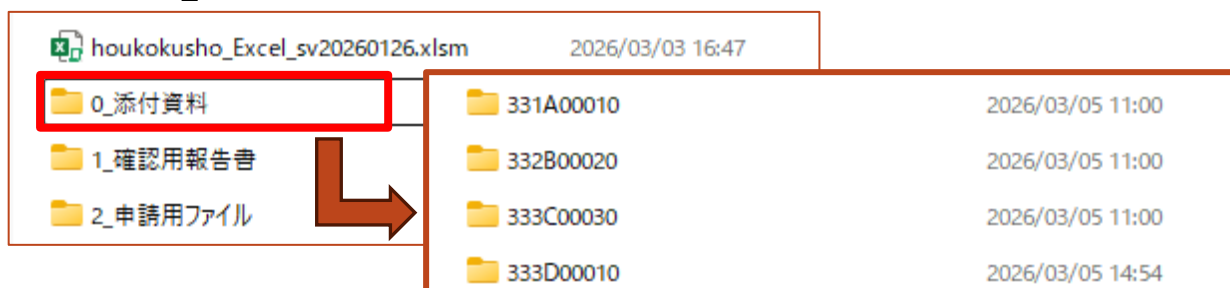 houkokusho_Excel_sv20260126.xlsm 2026/03/03 16:47
0_添付資料
1_確認用報告書
2_申請用ファイル
331A00010 2026/03/05 11:00
332B00020 2026/03/05 11:00
333C00030 2026/03/05 11:00
333D00010 2026/03/05 14:54